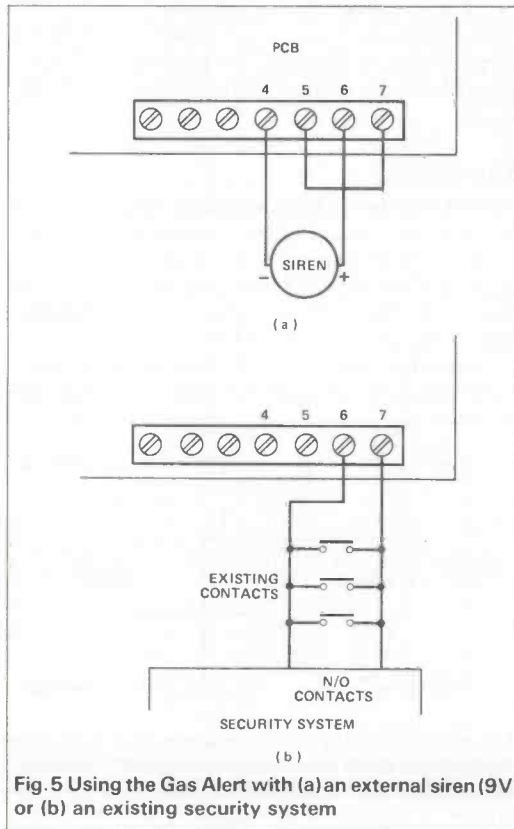 PCB
4 5 6 7
SIREN
- +
(a)
4 5 6 7
EXISTING
CONTACTS
N/O
CONTACTS
SECURITY SYSTEM
(b)
Fig. 5 Using the Gas Alert with (a) an external siren (9V
or (b) an existing security system